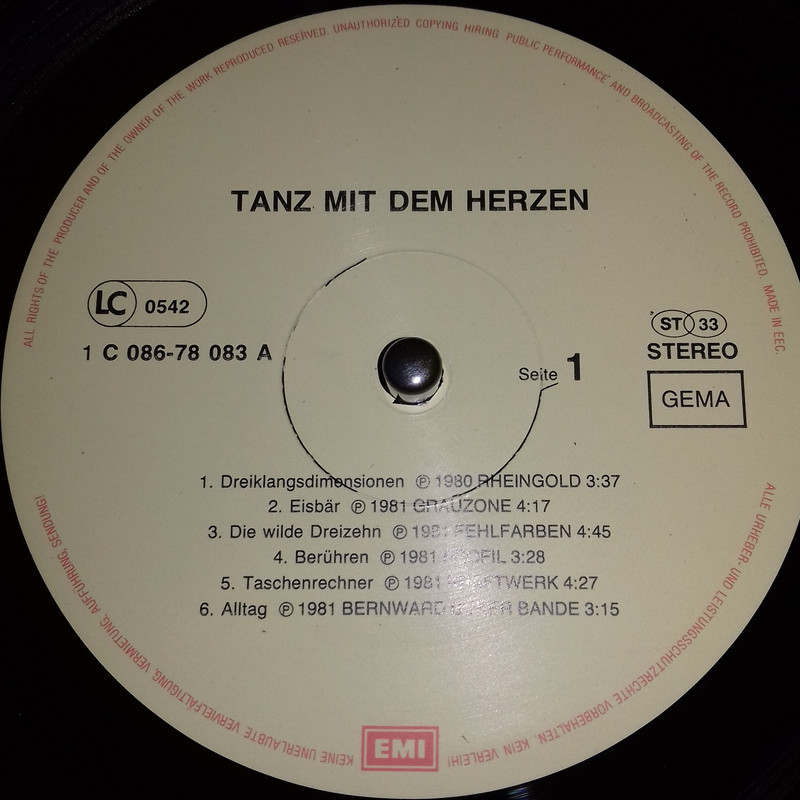 ALL RIGHTS OF THE PRODUCER AND OF THE OWNER OF THE WORK REPRODUCED RESERVED. UNAUTHORIZED COPYING HIRING PUBLIC PERFORMANCE AND BROADCASTING OF THE RECORD PROHIBITED. MADE IN EEC.
TANZ MIT DEM HERZEN
LC 0542
1 C 086-78 083 A
ST 33
STEREO
GEMA
Seite 1
1. Dreiklangsdimensionen ℗ 1980 RHEINGOLD 3:37
2. Eisbär ℗ 1981 GRAUZONE 4:17
3. Die wilde Dreizehn ℗ 1981 FEHLFARBEN 4:45
4. Berühren ℗ 1981 3:28
5. Taschenrechner ℗ 1981 KRAFTWERK 4:27
6. Alltag ℗ 1981 BERNWARD BANDE 3:15
ALLE URHEBER- UND LEISTUNGSSCHUTZRECHTE VORBEHALTEN. KEIN VERLEIH! KEINE UNERLAUBTE VERVIELFÄLTIGUNG, VERMIETUNG, AUFFÜHRUNG, SENDUNG!
EMI